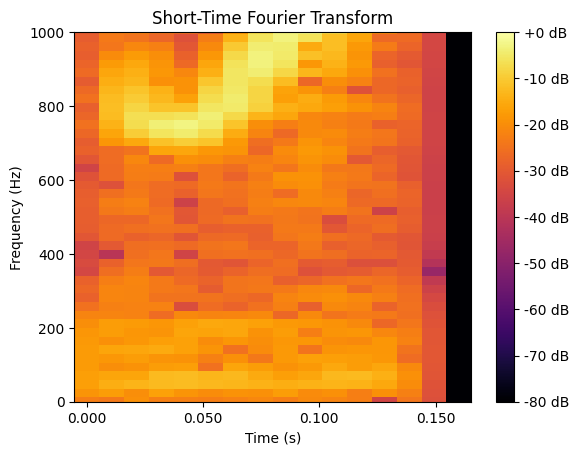 Short-Time Fourier Transform
Frequency (Hz)
1000
800
600
400
200
0
0.000
0.050
0.100
0.150
Time (s)
+0 dB
-10 dB
-20 dB
-30 dB
-40 dB
-50 dB
-60 dB
-70 dB
-80 dB